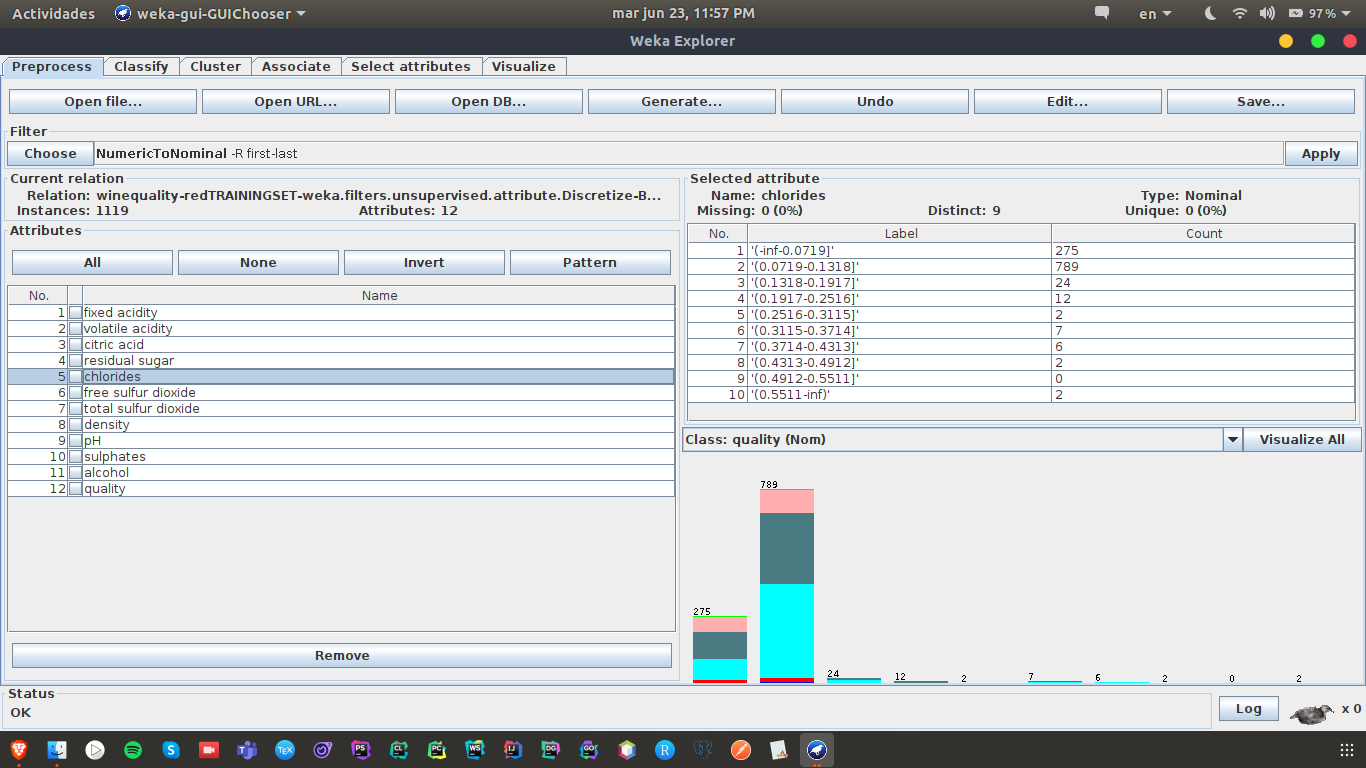 Actividades weka-gui-GUIChooser mar jun 23, 11:57 PM en 97%
Weka Explorer
Preprocess Classify Cluster Associate Select attributes Visualize
Open file... Open URL... Open DB... Generate... Undo Edit... Save...
Filter
Choose NumericToNominal -R first-last Apply
Current relation
Relation: winequality-redTRAININGSET-weka.filters.unsupervised.attribute.Discretize-B...
Instances: 1119 Attributes: 12
Attributes
All None Invert Pattern
No. Name
1 fixed acidity
2 volatile acidity
3 citric acid
4 residual sugar
5 chlorides
6 free sulfur dioxide
7 total sulfur dioxide
8 density
9 pH
10 sulphates
11 alcohol
12 quality
Remove
Selected attribute
Name: chlorides Type: Nominal
Missing: 0 (0%) Distinct: 9 Unique: 0 (0%)
No. Label Count
1 '(-inf-0.0719]' 275
2 '(0.0719-0.1318]' 789
3 '(0.1318-0.1917]' 24
4 '(0.1917-0.2516]' 12
5 '(0.2516-0.3115]' 2
6 '(0.3115-0.3714]' 7
7 '(0.3714-0.4313]' 6
8 '(0.4313-0.4912]' 2
9 '(0.4912-0.5511]' 0
10 '(0.5511-inf)' 2
Class: quality (Nom) Visualize All
275 789 24 12 2 7 6 2 0 2
Status
OK
Log x 0
S TEX PS CL PC WS IJ DG GO R